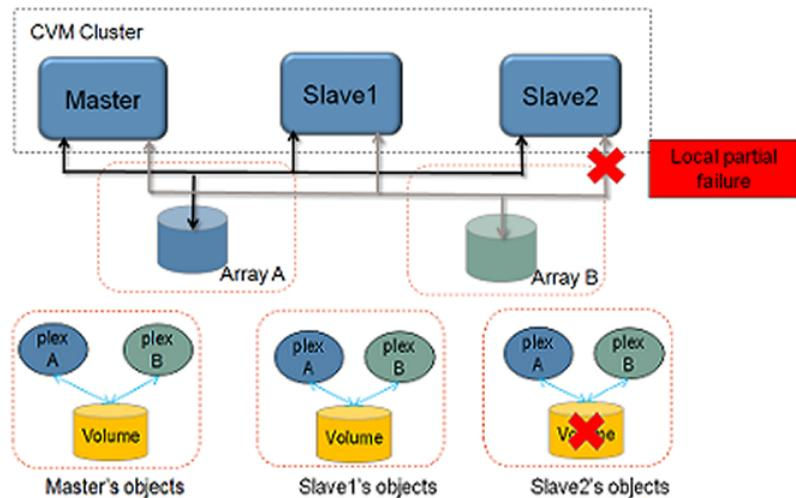 CVM Cluster
Master
Slave1
Slave2
Local partial
failure
Array A
Array B
plex
A
plex
B
Volume
plex
A
plex
B
Volume
plex
A
plex
B
Volume
Master's objects
Slave1's objects
Slave2's objects